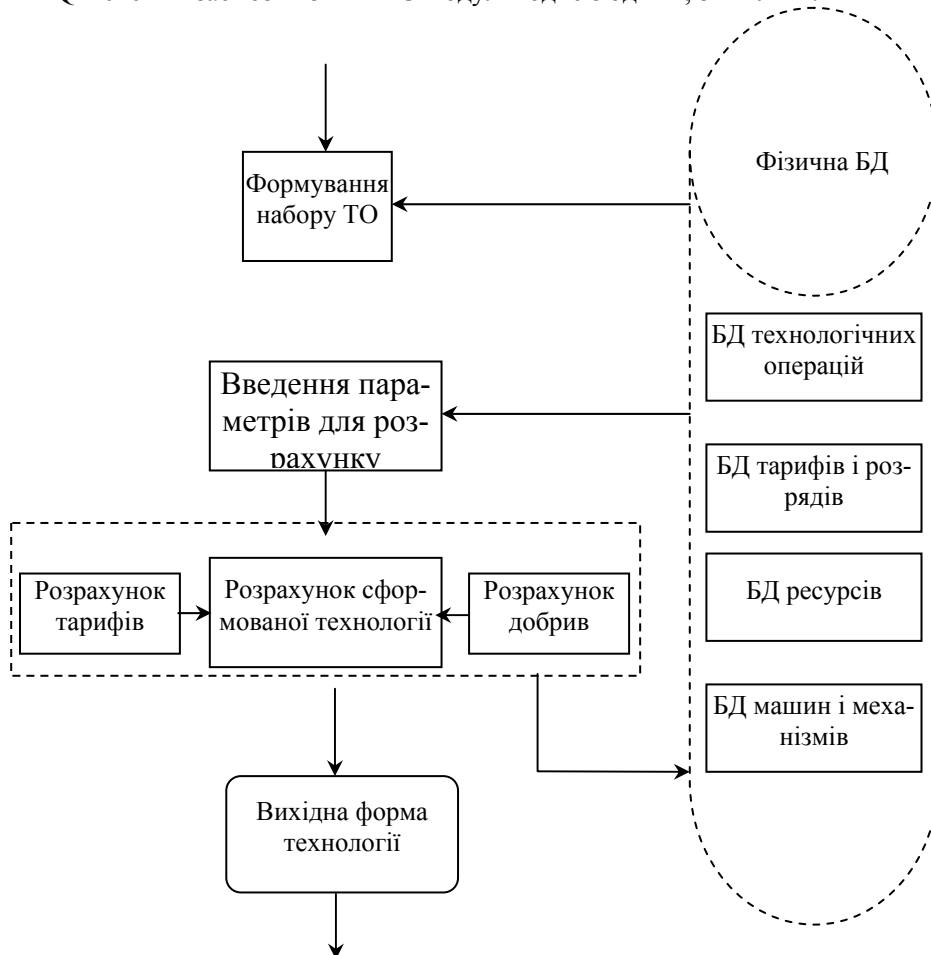 Фізична БД
Формування
набору ТО
БД технологічних
операцій
Введення пара-
метрів для роз-
рахунку
БД тарифів і роз-
рядів
Розрахунок
тарифів
Розрахунок сфор-
мованої технології
Розрахунок
добрив
БД ресурсів
БД машин і меха-
нізмів
Вихідна форма
технології